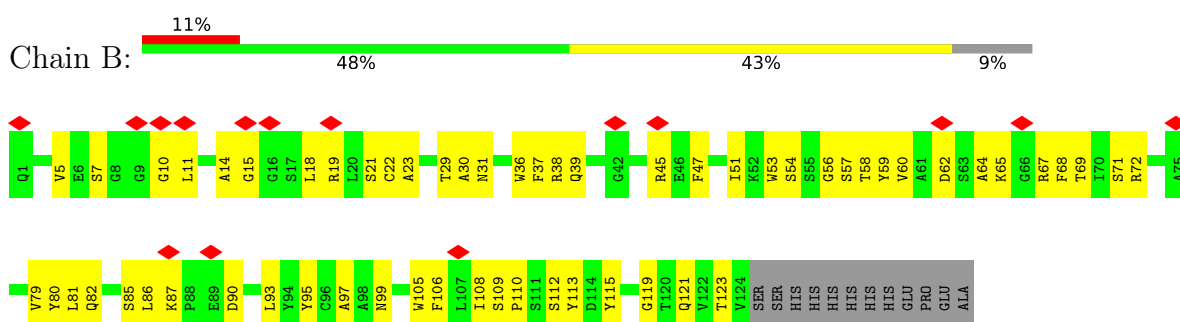 11%
Chain B:
48% 43% 9%
Q1 V5 E6 S7 G8 G9 G10 L11 A14 G15 G16 S17 L18 R19 L20 S21 C22 A23 T29 A30 N31 W36 F37 R38 Q39 G42 R45 E46 F47 I51 K52 W53 S54 S55 G56 S57 T58 Y59 V60 A61 D62 S63 A64 K65 G66 R67 F68 T69 I70 S71 R72 A75
V79 Y80 L81 Q82 S85 L86 K87 P88 E89 D90 L93 Y94 Y95 C96 A97 A98 N99 W105 F106 L107 I108 S109 P110 S111 S112 Y113 D114 Y115 G119 T120 Q121 V122 T123 V124 SER SER HIS HIS HIS HIS HIS HIS GLU PRO GLU ALA